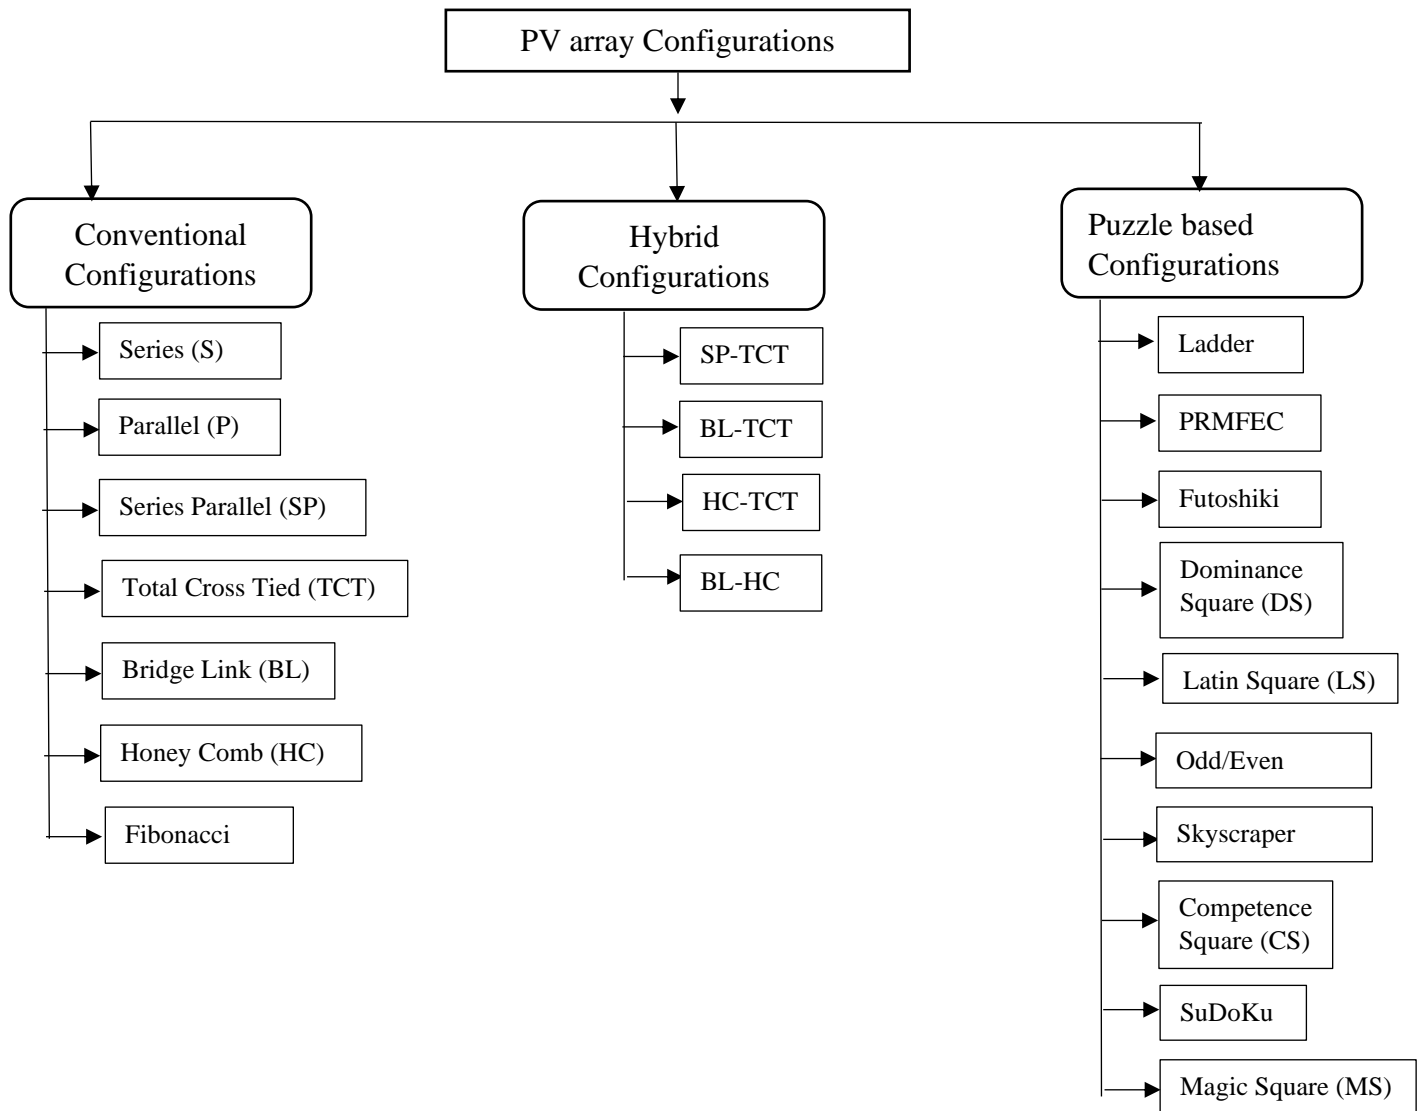 PV array Configurations
Conventional
Configurations
Series (S)
Parallel (P)
Series Parallel (SP)
Total Cross Tied (TCT)
Bridge Link (BL)
Honey Comb (HC)
Fibonacci
Hybrid
Configurations
SP-TCT
BL-TCT
HC-TCT
BL-HC
Puzzle based
Configurations
Ladder
PRMFEC
Futoshiki
Dominance
Square (DS)
Latin Square (LS)
Odd/Even
Skyscraper
Competence
Square (CS)
SuDoKu
Magic Square (MS)